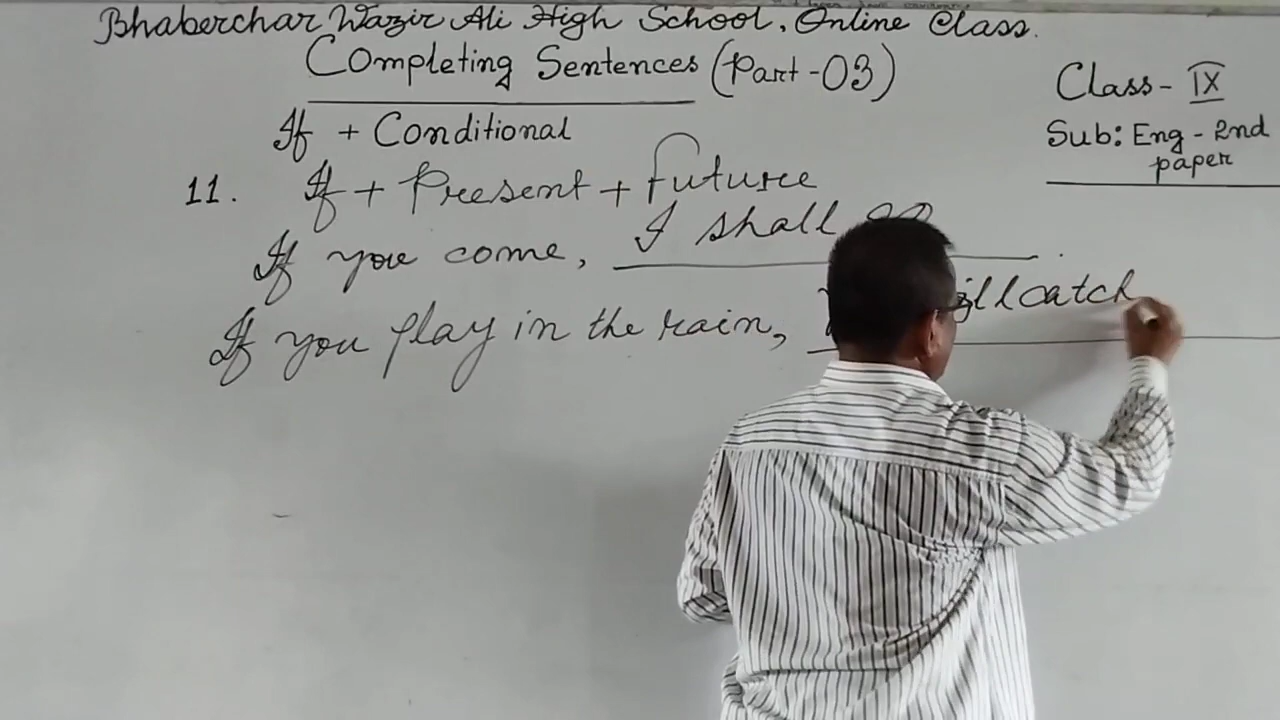 Bhaberchar Wazir Ali High School, Online Class.
Completing Sentences (Part-03)
Class - IX
Sub: Eng - 2nd
paper
If + Conditional
11. If + Present + future
If you come, I shall go.
If you play in the rain, will catch